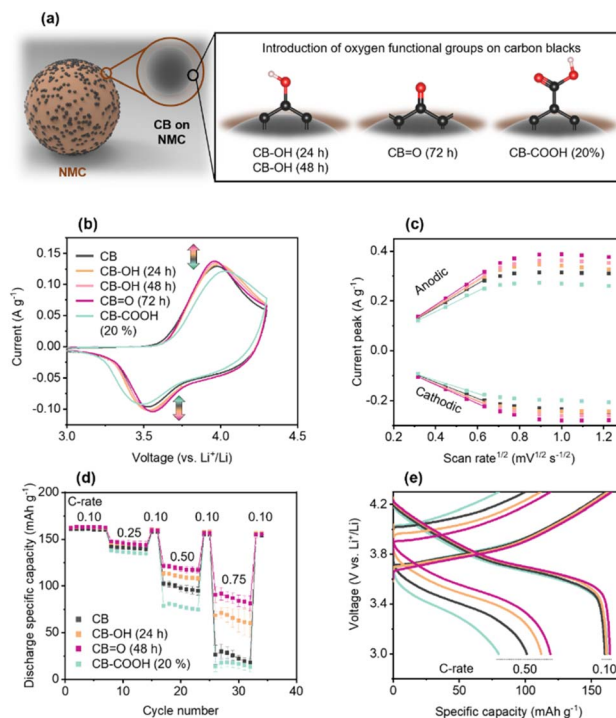 (a)
Introduction of oxygen functional groups on carbon blacks
CB on
NMC
NMC
CB-OH (24 h)
CB-OH (48 h)
CB=O (72 h)
CB-COOH (20%)
(b)
CB
CB-OH (24 h)
CB-OH (48 h)
CB=O (72 h)
CB-COOH
(20 %)
Current (A g⁻¹)
0.15
0.10
0.05
0.00
-0.05
-0.10
3.0 3.5 4.0 4.5
Voltage (vs. Li⁺/Li)
(c)
Anodic
Cathodic
Current peak (A g⁻¹)
0.4
0.2
0.0
-0.2
0.2 0.4 0.6 0.8 1.0 1.2
Scan rate¹ᐟ² (mV¹ᐟ² s⁻¹ᐟ²)
(d)
C-rate
0.10 0.10 0.10 0.10
0.25
0.50
0.75
CB
CB-OH (24 h)
CB=O (48 h)
CB-COOH (20 %)
Discharge specific capacity (mAh g⁻¹)
200
150
100
50
0
0 10 20 30 40
Cycle number
(e)
Voltage (V vs. Li⁺/Li)
4.2
3.8
3.4
3.0
C-rate
0.50 0.10
0 50 100 150
Specific capacity (mAh g⁻¹)